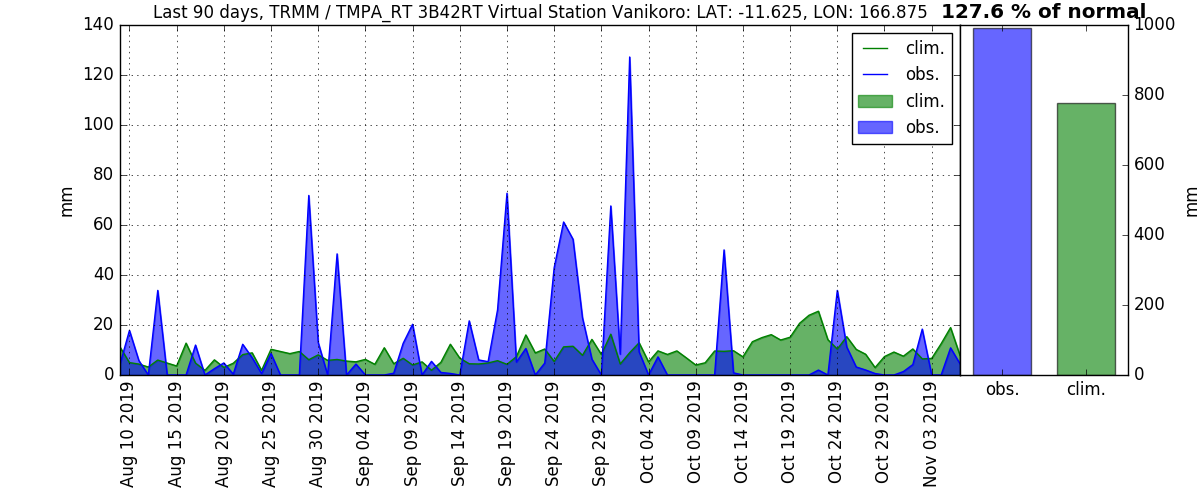 Last 90 days, TRMM / TMPA_RT 3B42RT Virtual Station Vanikoro: LAT: -11.625, LON: 166.875 127.6 % of normal
140
120
100
80
60
40
20
0
mm
clim.
obs.
clim.
obs.
Aug 10 2019
Aug 15 2019
Aug 20 2019
Aug 25 2019
Aug 30 2019
Sep 04 2019
Sep 09 2019
Sep 14 2019
Sep 19 2019
Sep 24 2019
Sep 29 2019
Oct 04 2019
Oct 09 2019
Oct 14 2019
Oct 19 2019
Oct 24 2019
Oct 29 2019
Nov 03 2019
1000
800
600
400
200
0
mm
obs. clim.